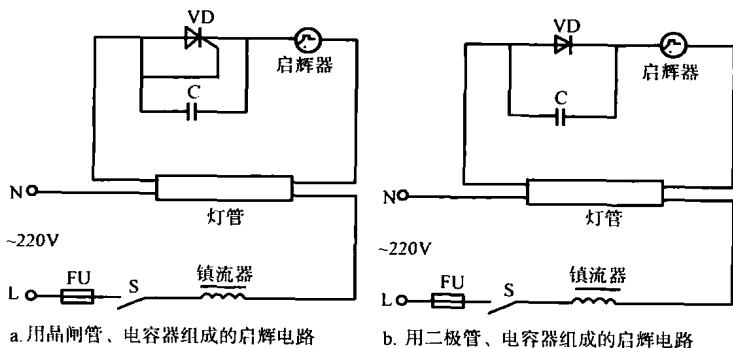 VD
启辉器
C
N
灯管
~220V
L
FU
S
镇流器
a. 用晶闸管、电容器组成的启辉电路
VD
启辉器
C
N
灯管
~220V
L
FU
S
镇流器
b. 用二极管、电容器组成的启辉电路